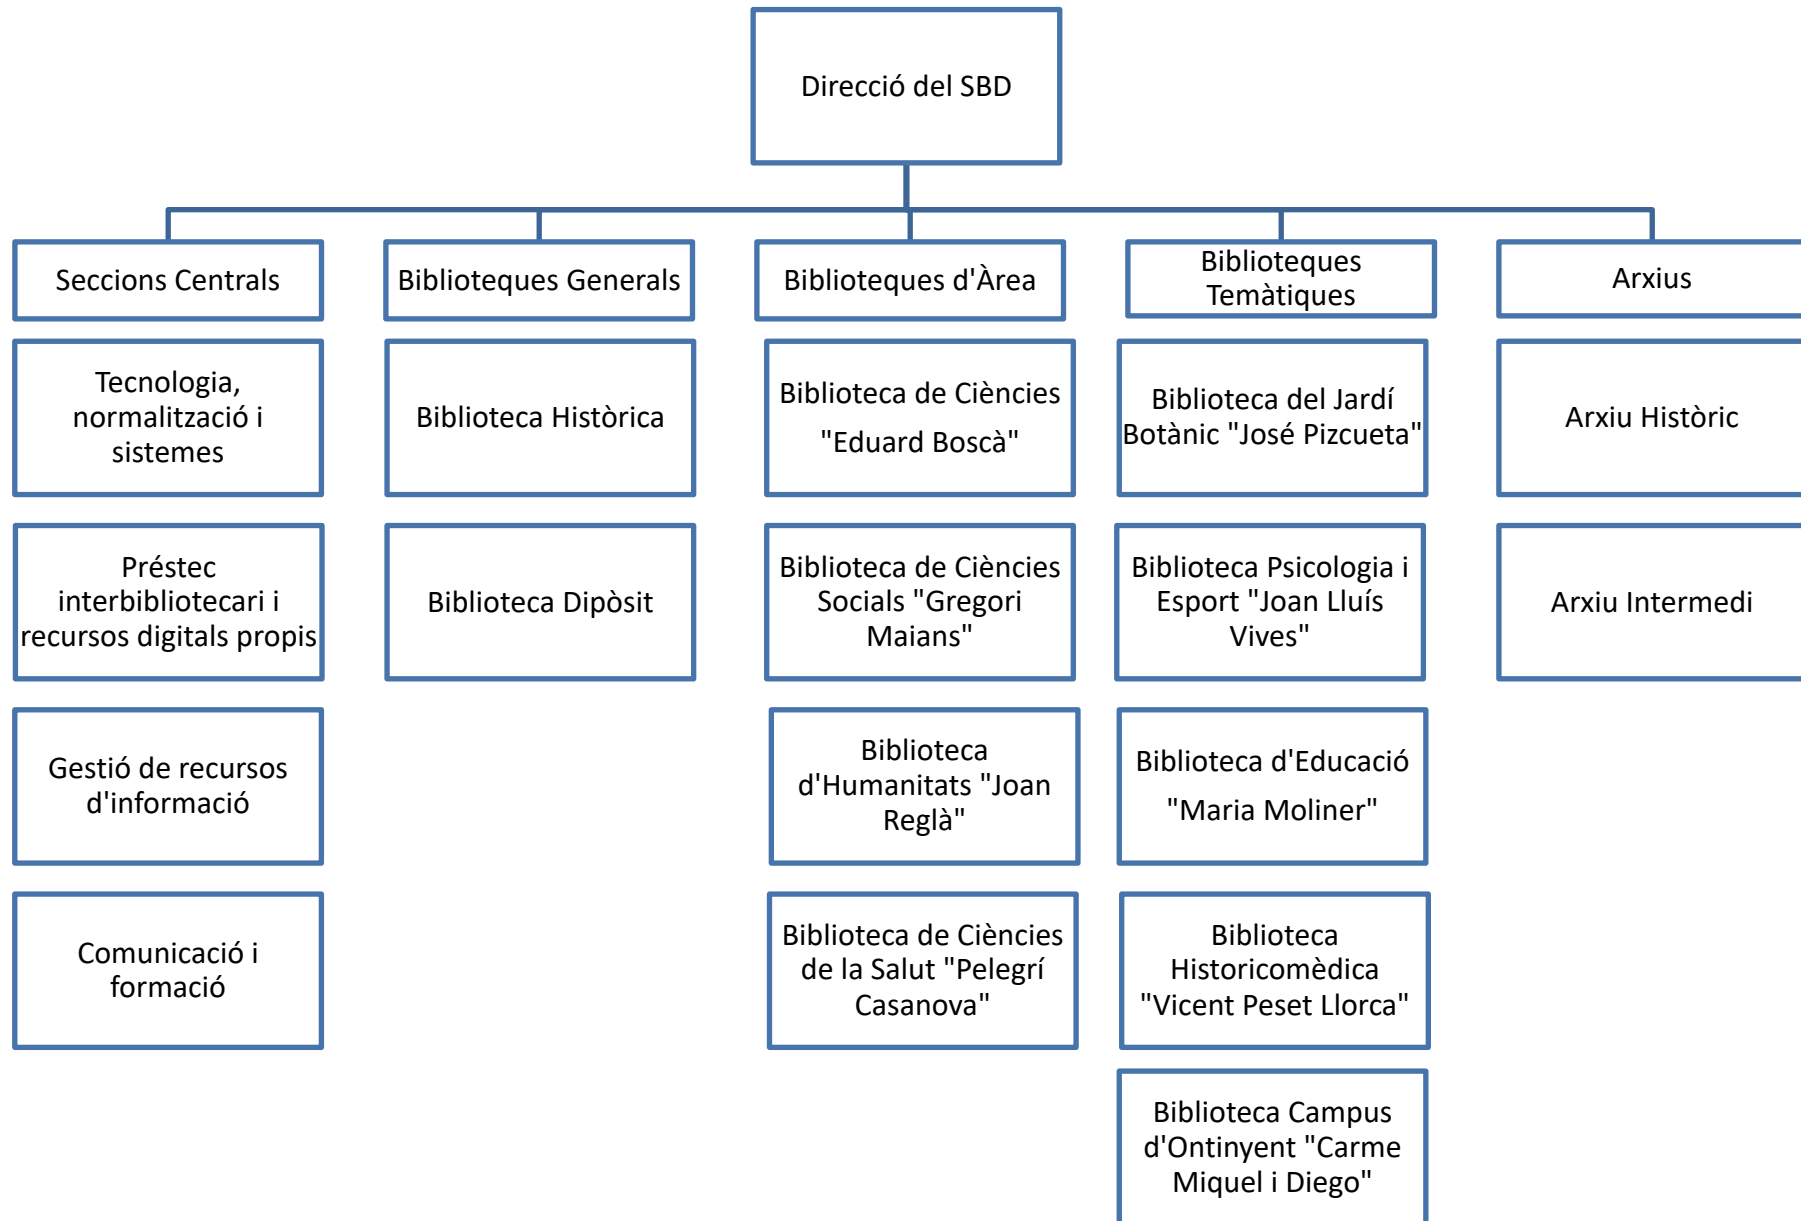 Direcció del SBD
Seccions Centrals
Tecnologia,
normalització i
sistemes
Préstec
interbibliotecari i
recursos digitals propis
Gestió de recursos
d'informació
Comunicació i
formació
Biblioteques Generals
Biblioteca Històrica
Biblioteca Dipòsit
Biblioteques d'Àrea
Biblioteca de Ciències
"Eduard Boscà"
Biblioteca de Ciències
Socials "Gregori
Maians"
Biblioteca
d'Humanitats "Joan
Reglà"
Biblioteca de Ciències
de la Salut "Pelegrí
Casanova"
Biblioteques
Temàtiques
Biblioteca del Jardí
Botànic "José Pizcueta"
Biblioteca Psicologia i
Esport "Joan Lluís
Vives"
Biblioteca d'Educació
"Maria Moliner"
Biblioteca
Historicomèdica
"Vicent Peset Llorca"
Biblioteca Campus
d'Ontinyent "Carme
Miquel i Diego"
Arxius
Arxiu Històric
Arxiu Intermedi